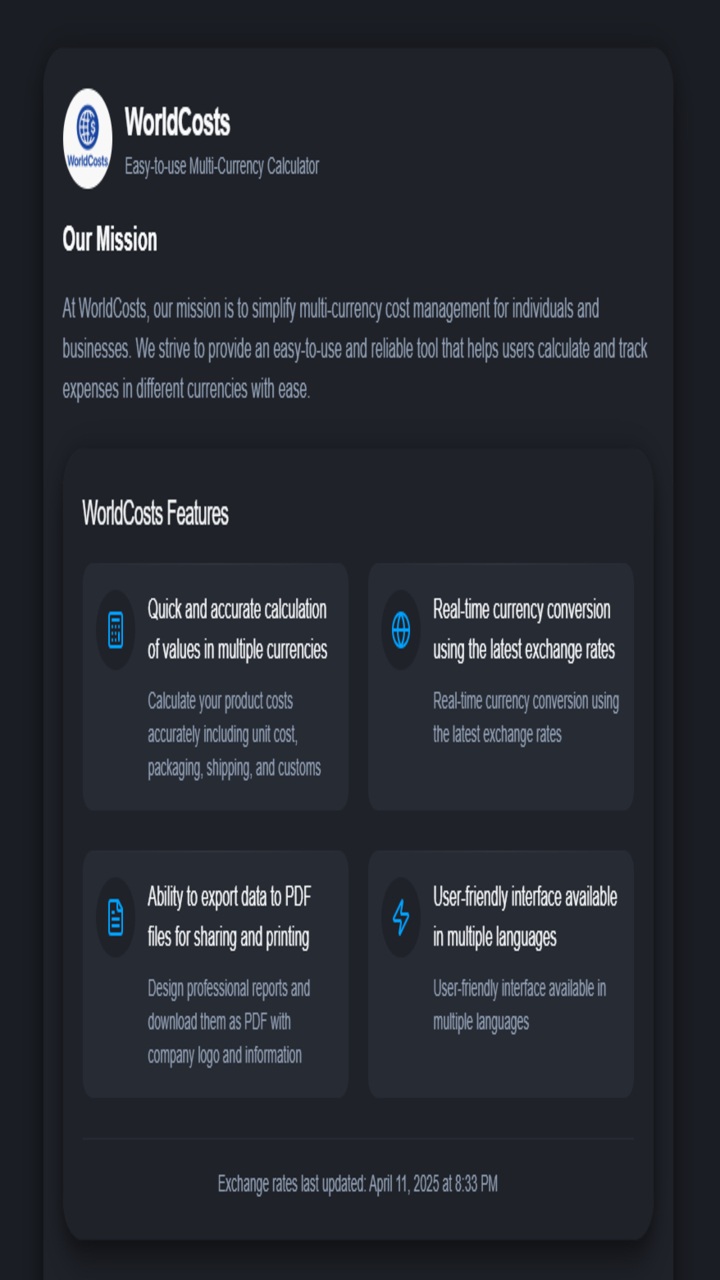 WorldCosts
WorldCosts
Easy-to-use Multi-Currency Calculator
Our Mission
At WorldCosts, our mission is to simplify multi-currency cost management for individuals and
businesses. We strive to provide an easy-to-use and reliable tool that helps users calculate and track
expenses in different currencies with ease.
WorldCosts Features
Quick and accurate calculation
of values in multiple currencies
Calculate your product costs
accurately including unit cost,
packaging, shipping, and customs
Real-time currency conversion
using the latest exchange rates
Real-time currency conversion using
the latest exchange rates
Ability to export data to PDF
files for sharing and printing
Design professional reports and
download them as PDF with
company logo and information
User-friendly interface available
in multiple languages
User-friendly interface available in
multiple languages
Exchange rates last updated: April 11, 2025 at 8:33 PM